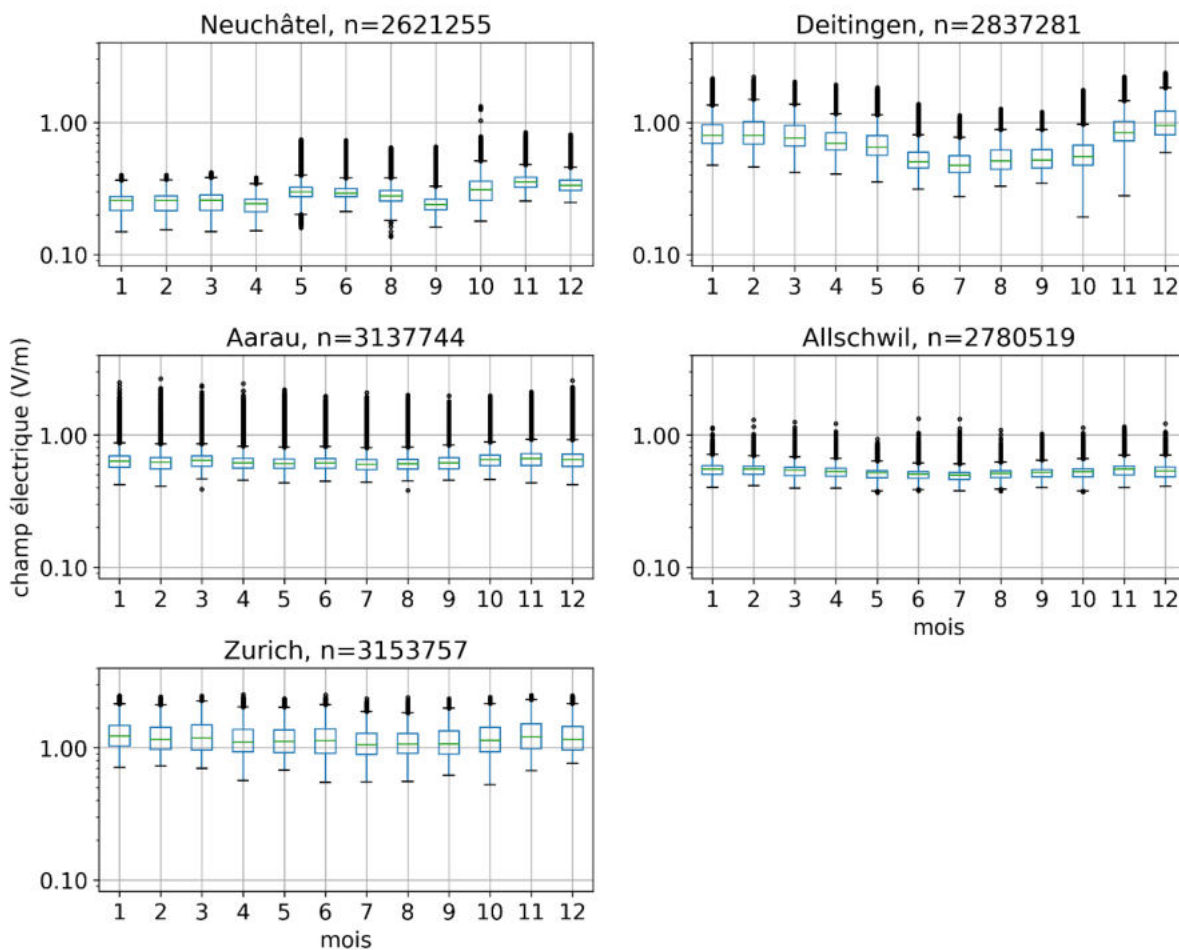 Neuchâtel, n=2621255
1.00
0.10
1 2 3 4 5 6 8 9 10 11 12
Deitingen, n=2837281
1.00
0.10
1 2 3 4 5 6 7 8 9 10 11 12
champ électrique (V/m)
Aarau, n=3137744
1.00
0.10
1 2 3 4 5 6 7 8 9 10 11 12
Allschwil, n=2780519
1.00
0.10
1 2 3 4 5 6 7 8 9 10 11 12
mois
Zurich, n=3153757
1.00
0.10
1 2 3 4 5 6 7 8 9 10 11 12
mois